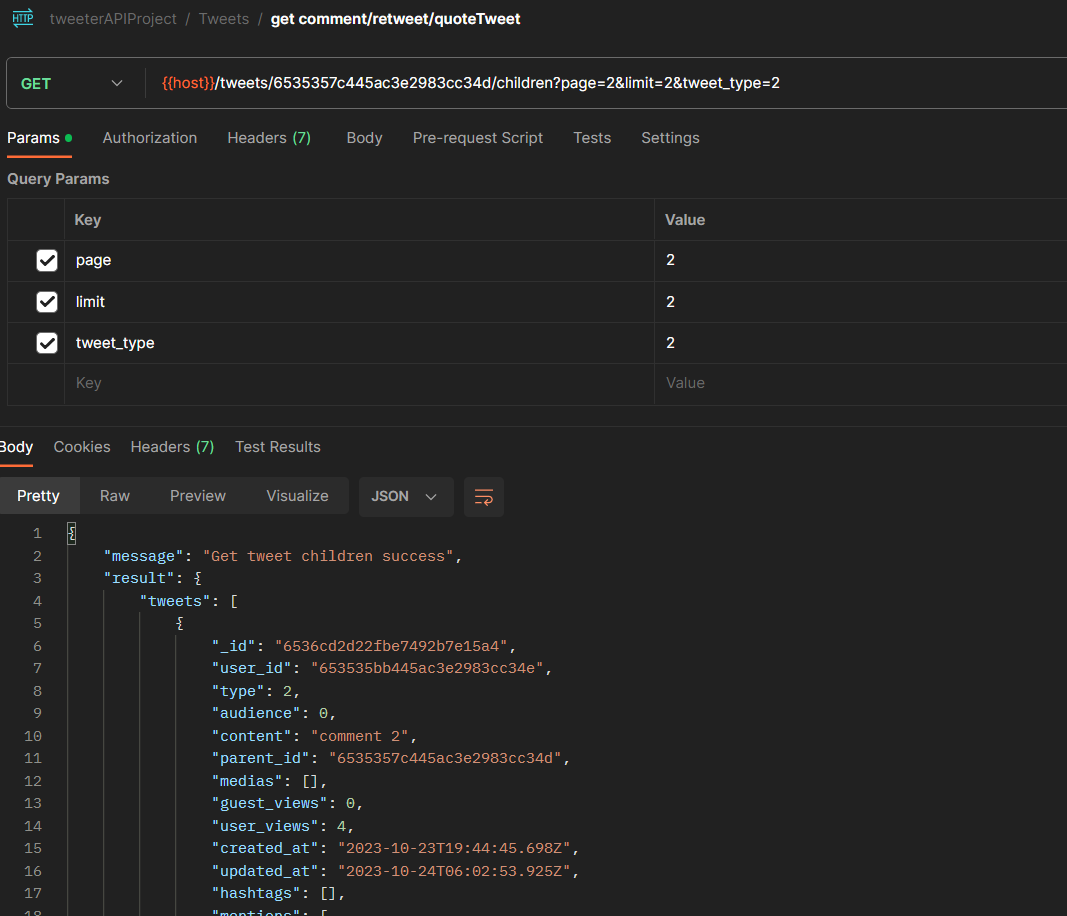 HTTP tweeterAPIProject / Tweets / get comment/retweet/quoteTweet
GET {{host}}/tweets/6535357c445ac3e2983cc34d/children?page=2&limit=2&tweet_type=2
Params Authorization Headers (7) Body Pre-request Script Tests Settings
Query Params
Key Value
page 2
limit 2
tweet_type 2
Key Value
Body Cookies Headers (7) Test Results
Pretty Raw Preview Visualize JSON
1 {
2 "message": "Get tweet children success",
3 "result": {
4 "tweets": [
5 {
6 "_id": "6536cd2d22fbe7492b7e15a4",
7 "user_id": "653535bb445ac3e2983cc34e",
8 "type": 2,
9 "audience": 0,
10 "content": "comment 2",
11 "parent_id": "6535357c445ac3e2983cc34d",
12 "medias": [],
13 "guest_views": 0,
14 "user_views": 4,
15 "created_at": "2023-10-23T19:44:45.698Z",
16 "updated_at": "2023-10-24T06:02:53.925Z",
17 "hashtags": [],
18 "mentions": [